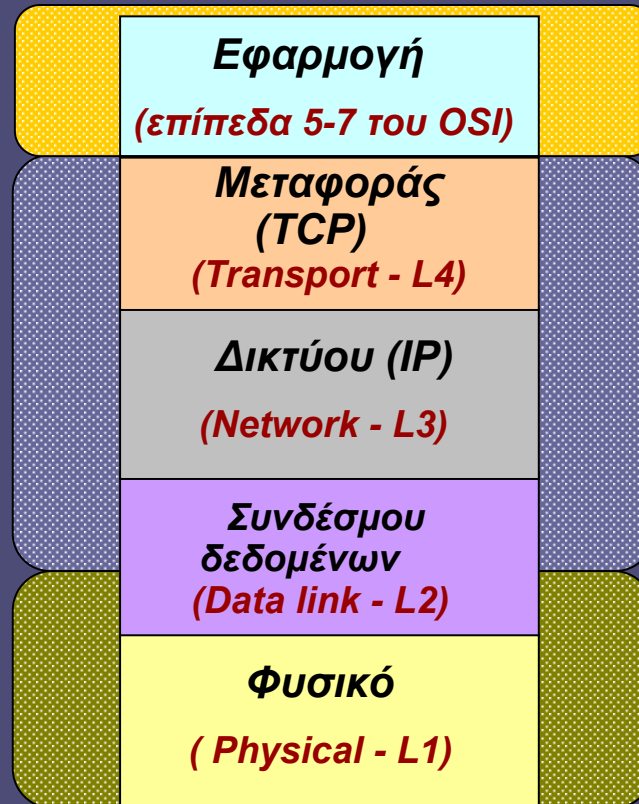 Εφαρμογή
(επίπεδα 5-7 του OSI)
Μεταφοράς
(TCP)
(Transport - L4)
Δικτύου (IP)
(Network - L3)
Συνδέσμου
δεδομένων
(Data link - L2)
Φυσικό
( Physical - L1)